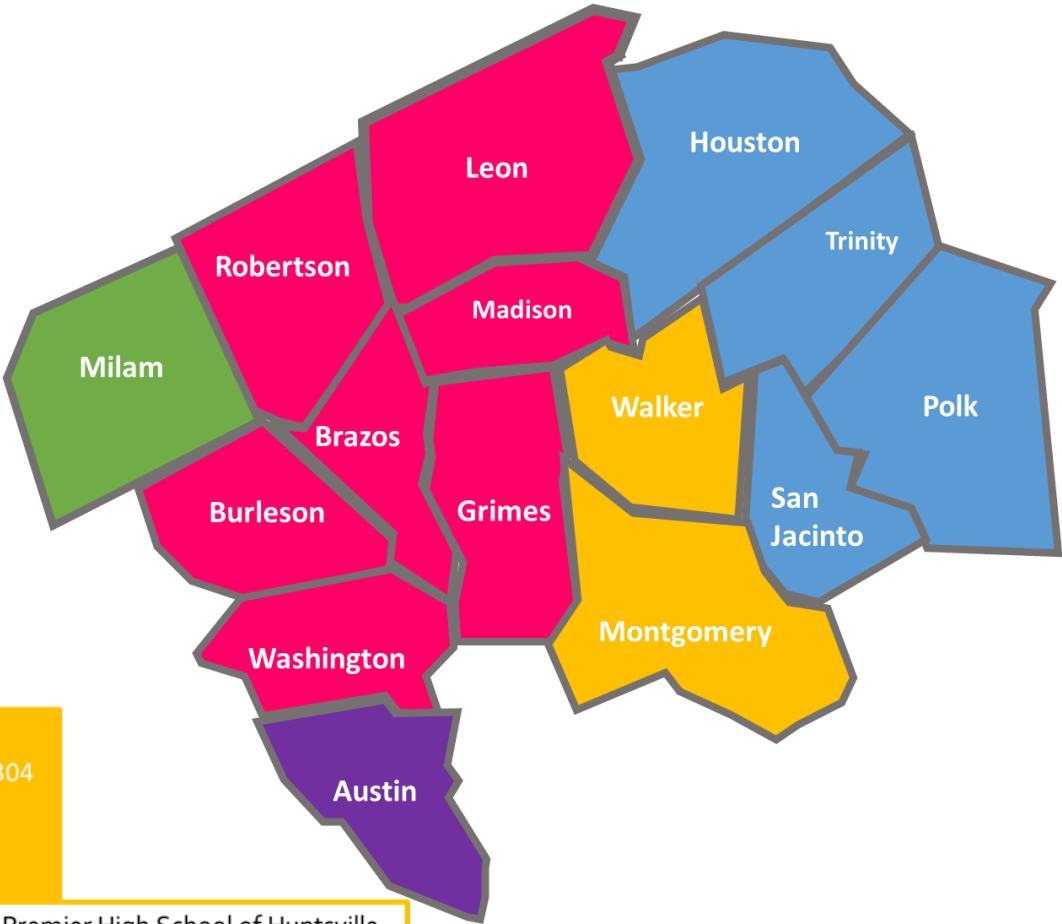 Houston
Leon
Trinity
Robertson
Madison
Milam
Walker
Polk
Brazos
San
Jacinto
Burleson
Grimes
Montgomery
Washington
304
Austin
Premier High School of Huntsville